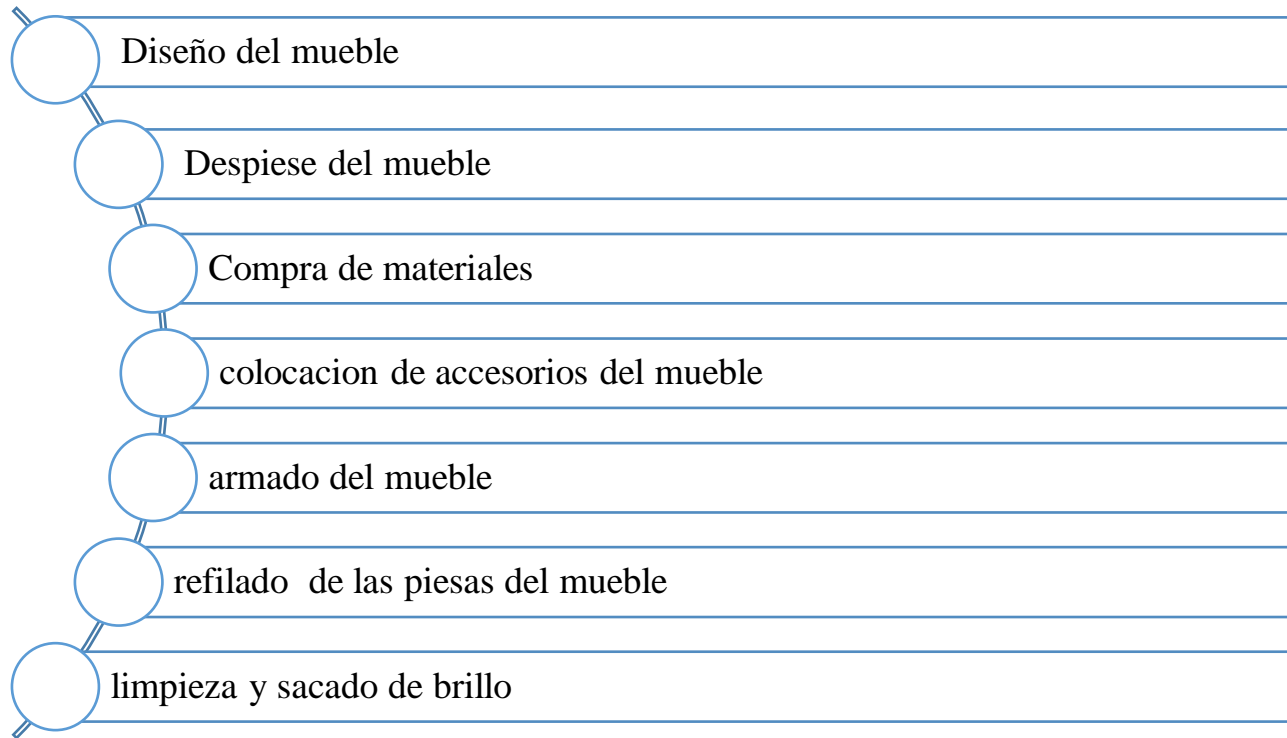 Diseño del mueble
Despiese del mueble
Compra de materiales
colocacion de accesorios del mueble
armado del mueble
refilado  de las piesas del mueble
limpieza y sacado de brillo